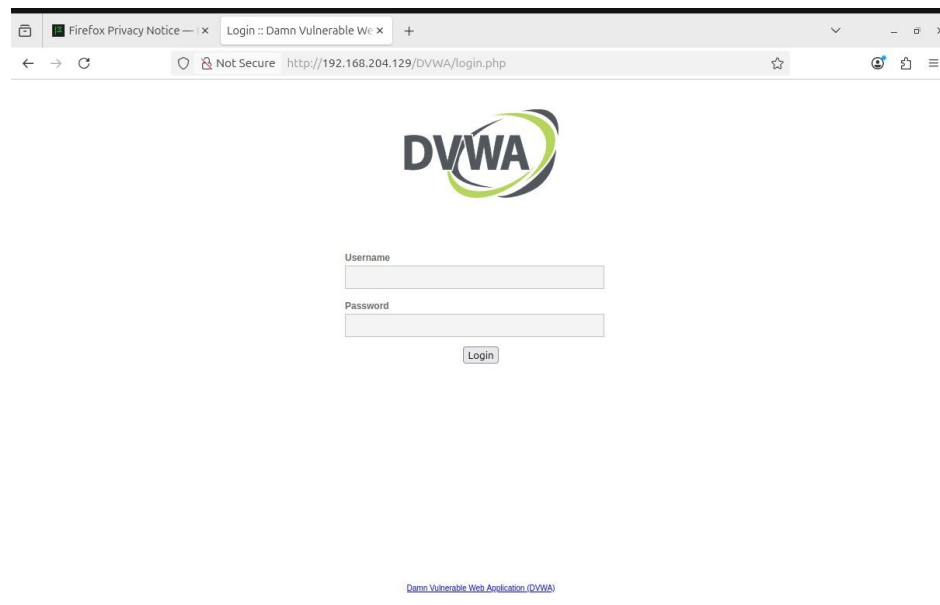 Firefox Privacy Notice —
Login :: Damn Vulnerable We
Not Secure http://192.168.204.129/DVWA/login.php
DVWA
Username
Password
Login
Damn Vulnerable Web Application (DVWA)